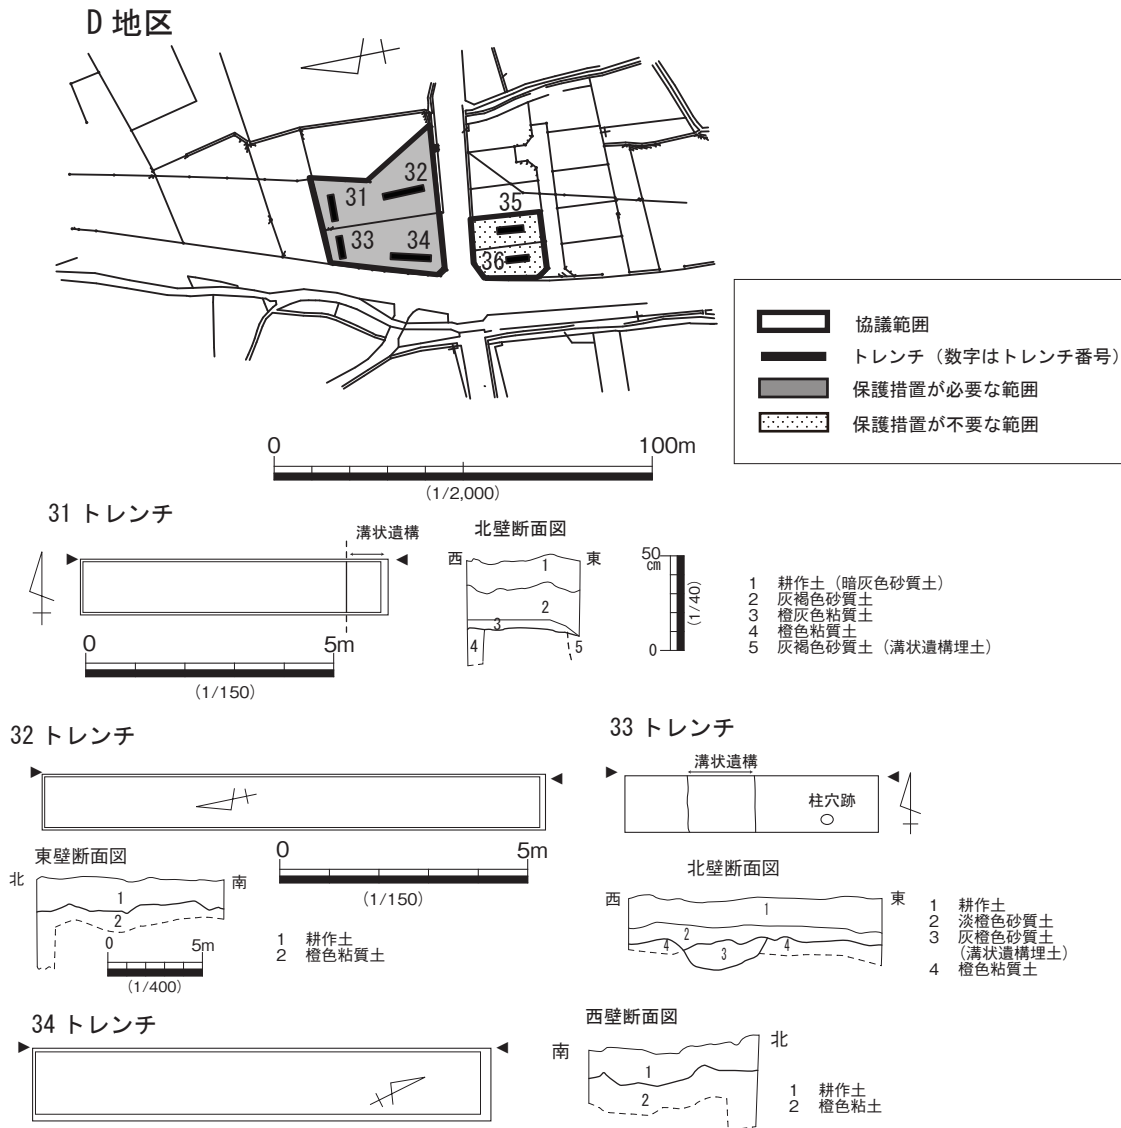 D 地区
31
32
33
34
35
36
協議範囲
トレンチ（数字はトレンチ番号）
保護措置が必要な範囲
保護措置が不要な範囲
0 100m
(1/2,000)
31 トレンチ
溝状遺構
0 5m
(1/150)
北壁断面図
西 東
1
2
3
4 5
50
cm
0
(1/40)
1 耕作土（暗灰色砂質土）
2 灰褐色砂質土
3 橙灰色粘質土
4 橙色粘質土
5 灰褐色砂質土（溝状遺構埋土）
32 トレンチ
東壁断面図
北 南
1
2
0 5m
(1/400)
0 5m
(1/150)
1 耕作土
2 橙色粘質土
33 トレンチ
溝状遺構
柱穴跡
北壁断面図
西 東
1
2
4 3 4
1 耕作土
2 淡橙色砂質土
3 灰橙色砂質土
（溝状遺構埋土）
4 橙色粘質土
34 トレンチ
西壁断面図
南 北
1
2
1 耕作土
2 橙色粘土